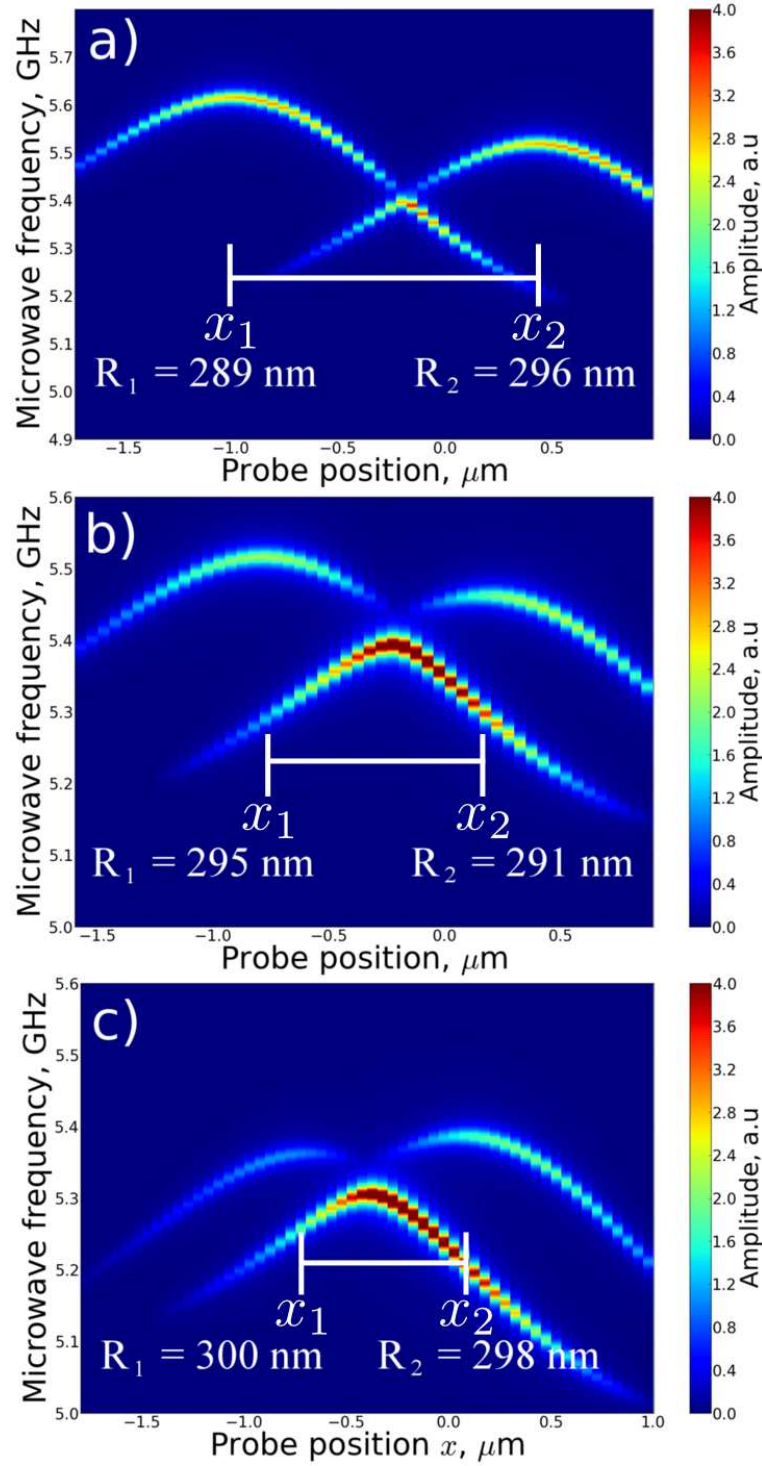 a)
Microwave frequency, GHz
5.7
5.6
5.5
5.4
5.3
5.2
5.1
5.0
4.9
x₁ x₂
R₁ = 289 nm R₂ = 296 nm
−1.5 −1.0 −0.5 0.0 0.5
Probe position, μm
4.0
3.6
3.2
2.8
2.4
2.0
1.6
1.2
0.8
0.4
0.0
Amplitude, a.u
b)
Microwave frequency, GHz
5.6
5.5
5.4
5.3
5.2
5.1
5.0
x₁ x₂
R₁ = 295 nm R₂ = 291 nm
−1.5 −1.0 −0.5 0.0 0.5
Probe position, μm
4.0
3.6
3.2
2.8
2.4
2.0
1.6
1.2
0.8
0.4
0.0
Amplitude, a.u
c)
Microwave frequency, GHz
5.6
5.5
5.4
5.3
5.2
5.1
5.0
x₁ x₂
R₁ = 300 nm R₂ = 298 nm
−1.5 −1.0 −0.5 0.0 0.5 1.0
Probe position x, μm
4.0
3.6
3.2
2.8
2.4
2.0
1.6
1.2
0.8
0.4
0.0
Amplitude, a.u